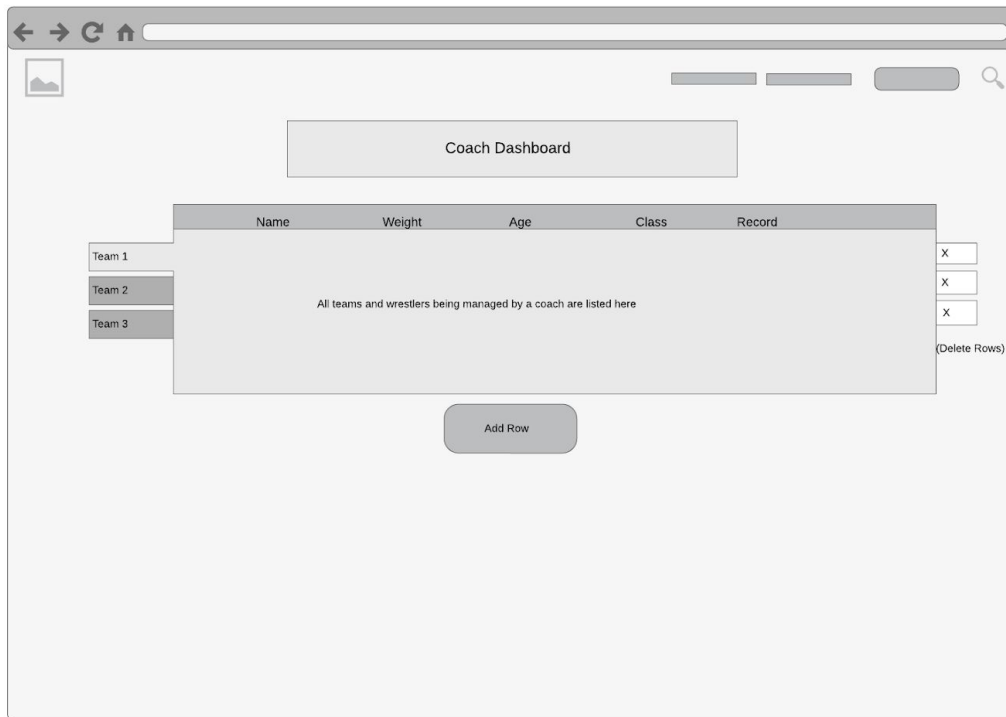 Coach Dashboard
Name Weight Age Class Record
Team 1
Team 2
Team 3
All teams and wrestlers being managed by a coach are listed here
X
X
X
(Delete Rows)
Add Row